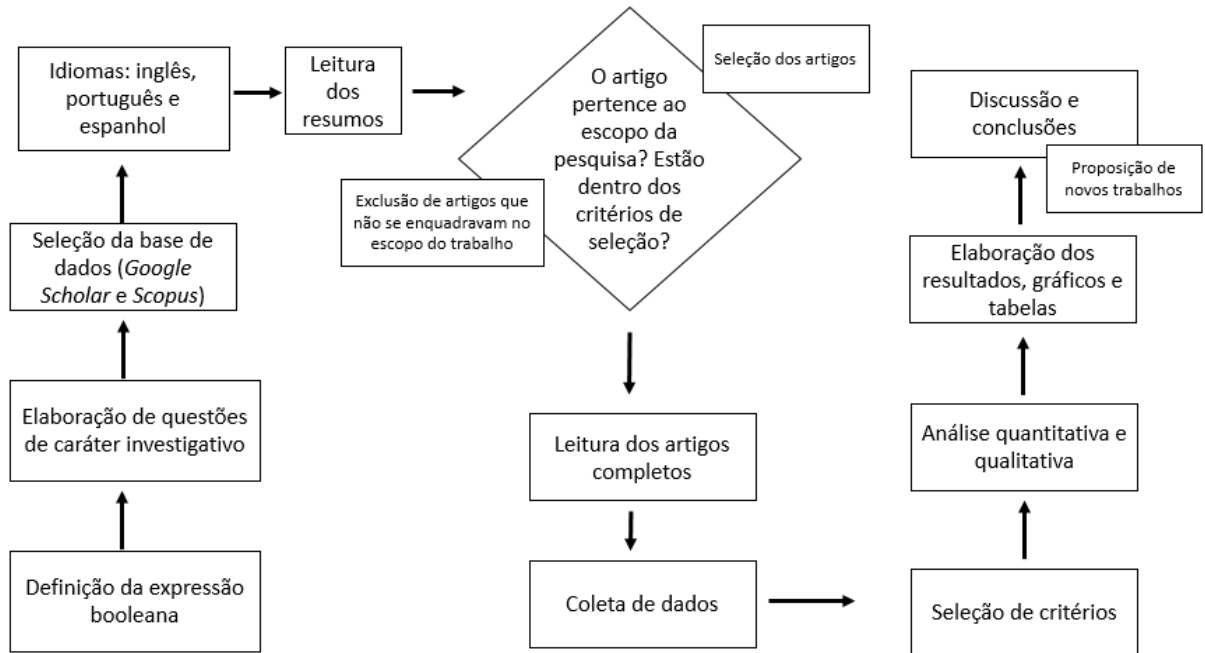 Idiomas: inglês,
português e
espanhol
Leitura
dos
resumos
O artigo
pertence ao
escopo da
pesquisa? Estão
dentro dos
critérios de
seleção?
Seleção dos artigos
Exclusão de artigos que
não se enquadravam no
escopo do trabalho
Discussão e
conclusões
Proposição de
novos trabalhos
Seleção da base de
dados (Google
Scholar e Scopus)
Elaboração dos
resultados, gráficos e
tabelas
Elaboração de questões
de caráter investigativo
Leitura dos artigos
completos
Análise quantitativa e
qualitativa
Definição da expressão
booleana
Coleta de dados
Seleção de critérios